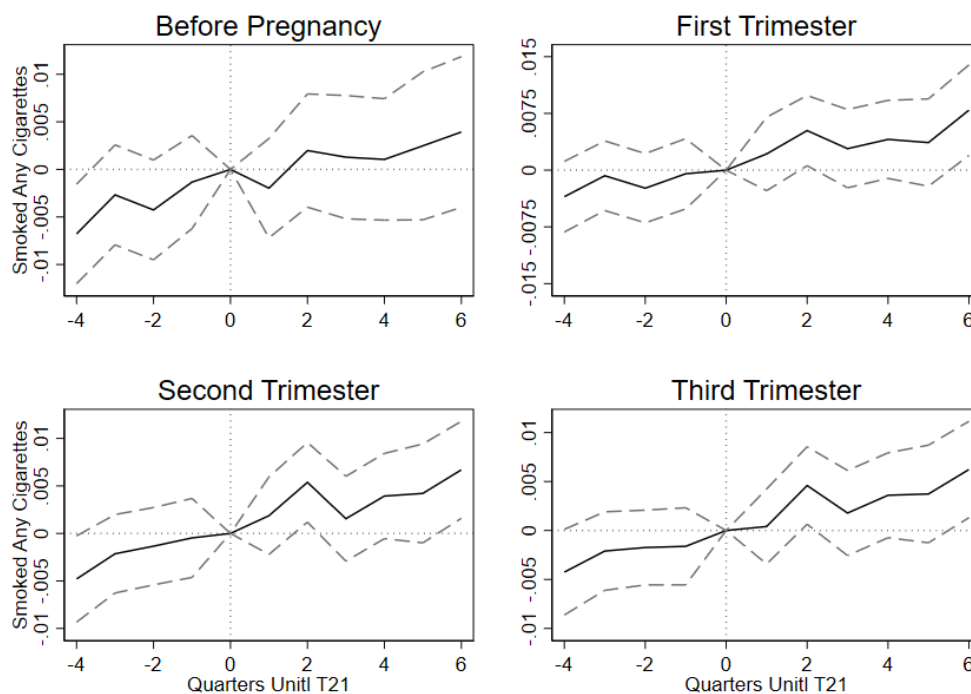 Before Pregnancy
Smoked Any Cigarettes
.01
.005
0
-.005
-.01
-4 -2 0 2 4 6
First Trimester
.015
.0075
0
-.0075
-.015
-4 -2 0 2 4 6
Second Trimester
Smoked Any Cigarettes
.01
.005
0
-.005
-.01
-4 -2 0 2 4 6
Quarters Unitl T21
Third Trimester
.01
.005
0
-.005
-.01
-4 -2 0 2 4 6
Quarters Unitl T21